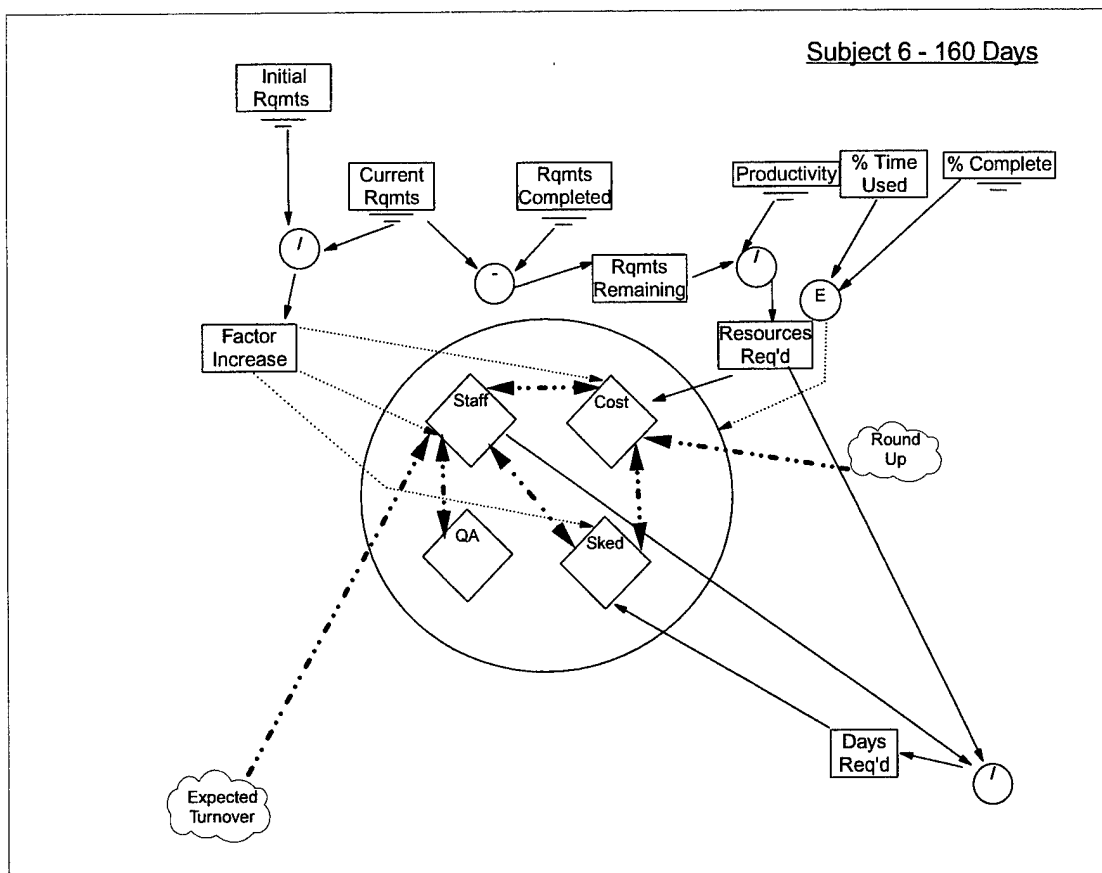 Subject 6 - 160 Days
Initial
Rqmts
Current
Rqmts
Rqmts
Completed
Productivity
% Time
Used
% Complete
/
-
Rqmts
Remaining
/
E
Factor
Increase
Resources
Req'd
Staff
Cost
Round
Up
QA
Sked
Days
Req'd
/
Expected
Turnover